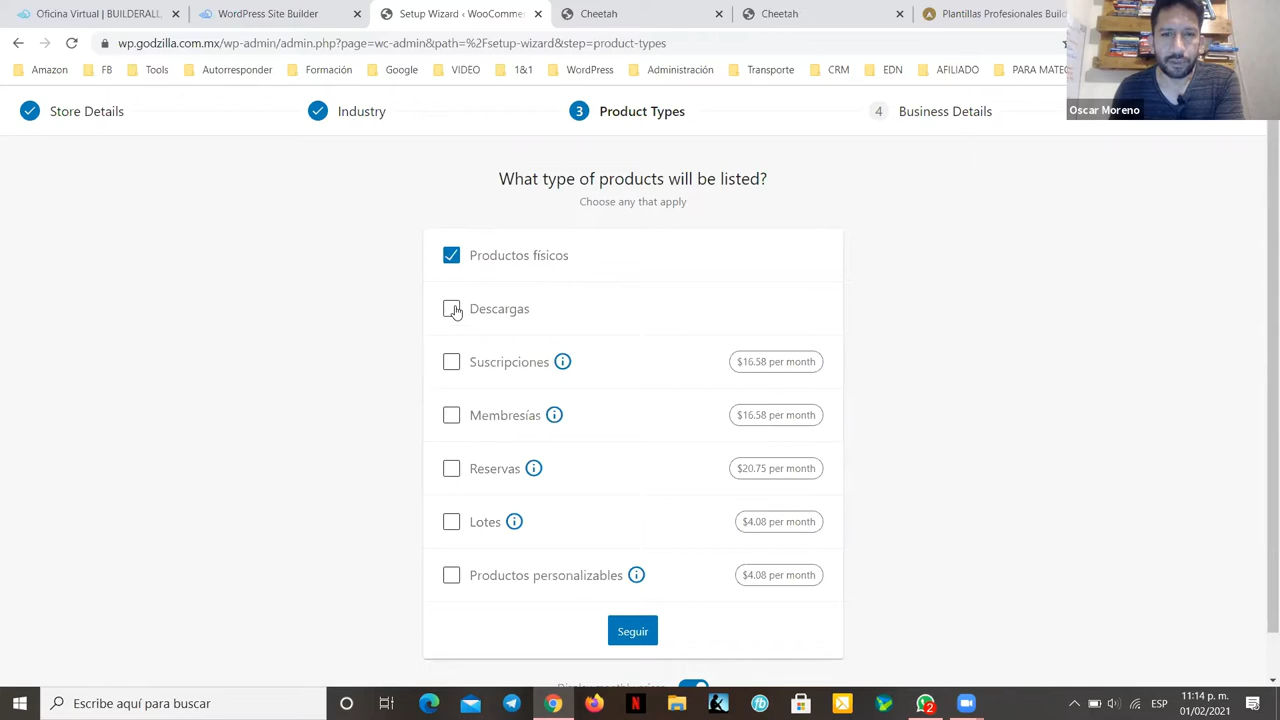 Oficina Virtual | BUILDERALL
WordPress Site Builder
Setup Wizard ‹ WooComme
Cheetah
Cheetah
Plantillas Profesionales Build
wp.godzilla.com.mx/wp-admin/admin.php?page=wc-admin
setup-wizard&step=product-types
Amazon
FB
Tools
Autorresponder
Formación
Google
VIDEO
1&1
WordPress
Administración
Transporte
CRM
EDN
AFILIADO
PARA MATEO
Oscar Moreno
Store Details
Industry
3 Product Types
4 Business Details
What type of products will be listed?
Choose any that apply
Productos físicos
Descargas
Suscripciones $16.58 per month
Membresías $16.58 per month
Reservas $20.75 per month
Lotes $4.08 per month
Productos personalizables $4.08 per month
Seguir
Escribe aquí para buscar
2
ESP
11:14 p. m.
01/02/2021